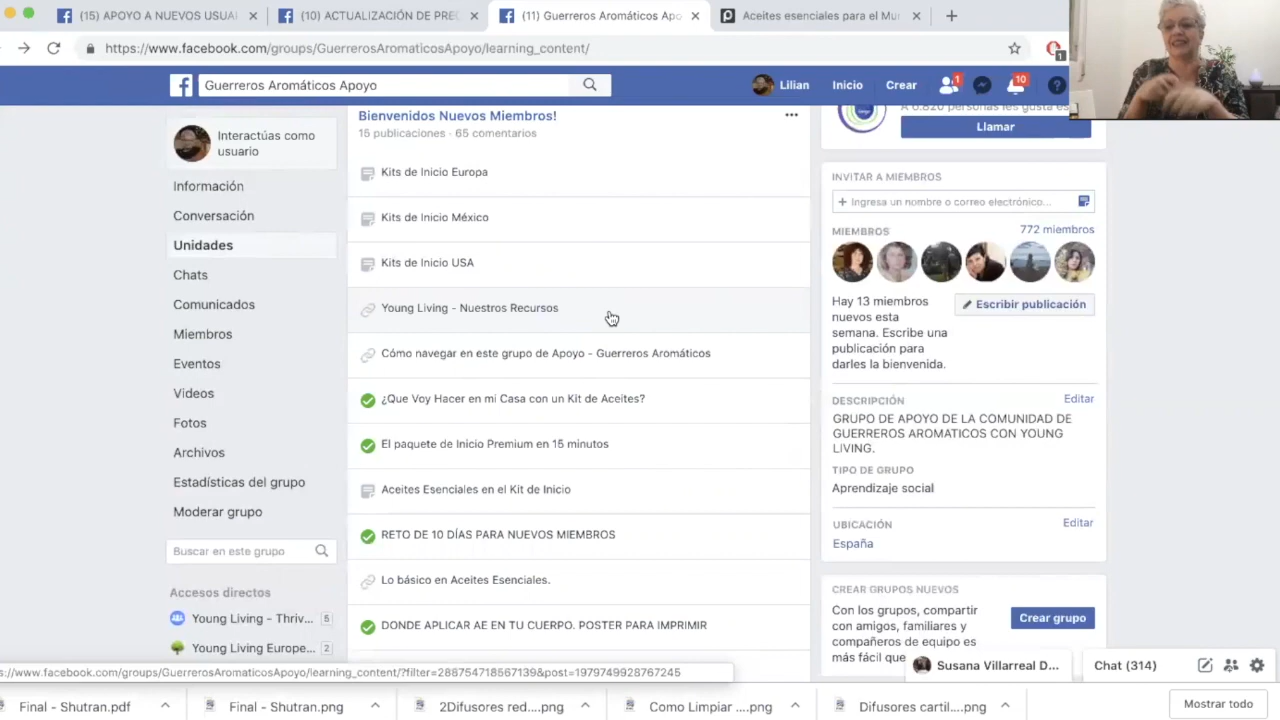 (15) APOYO A NUEVOS USUA
(10) ACTUALIZACIÓN DE PRE
(11) Guerreros Aromáticos Apo
Aceites esenciales para el Mun
https://www.facebook.com/groups/GuerrerosAromaticosApoyo/learning_content/
1
Guerreros Aromáticos Apoyo
Lilian
Inicio
Crear
1
10
Interactúas como
usuario
Información
Conversación
Unidades
Chats
Comunicados
Miembros
Eventos
Videos
Fotos
Archivos
Estadísticas del grupo
Moderar grupo
Buscar en este grupo
Accesos directos
Young Living - Thriv... 5
Young Living Europe... 2
Bienvenidos Nuevos Miembros!
15 publicaciones · 65 comentarios
Kits de Inicio Europa
Kits de Inicio México
Kits de Inicio USA
Young Living - Nuestros Recursos
Cómo navegar en este grupo de Apoyo - Guerreros Aromáticos
¿Que Voy Hacer en mi Casa con un Kit de Aceites?
El paquete de Inicio Premium en 15 minutos
Aceites Esenciales en el Kit de Inicio
RETO DE 10 DÍAS PARA NUEVOS MIEMBROS
Lo básico en Aceites Esenciales.
DONDE APLICAR AE EN TU CUERPO. POSTER PARA IMPRIMIR
A 6.820 personas les gusta es
Llamar
INVITAR A MIEMBROS
+ Ingresa un nombre o correo electrónico...
MIEMBROS
772 miembros
Hay 13 miembros
nuevos esta
semana. Escribe una
publicación para
darles la bienvenida.
Escribir publicación
DESCRIPCIÓN
Editar
GRUPO DE APOYO DE LA COMUNIDAD DE
GUERREROS AROMATICOS CON YOUNG
LIVING.
TIPO DE GRUPO
Aprendizaje social
UBICACIÓN
Editar
España
CREAR GRUPOS NUEVOS
Con los grupos, compartir
con amigos, familiares y
compañeros de equipo es
más fácil que
Crear grupo
Susana Villarreal D...
Chat (314)
s://www.facebook.com/groups/GuerrerosAromaticosApoyo/learning_content/?filter=288754718567139&post=1979749928767245
Final - Shutran.pdf
Final - Shutran.png
2Difusores red....png
Como Limpiar ....png
Difusores cartil....png
Mostrar todo